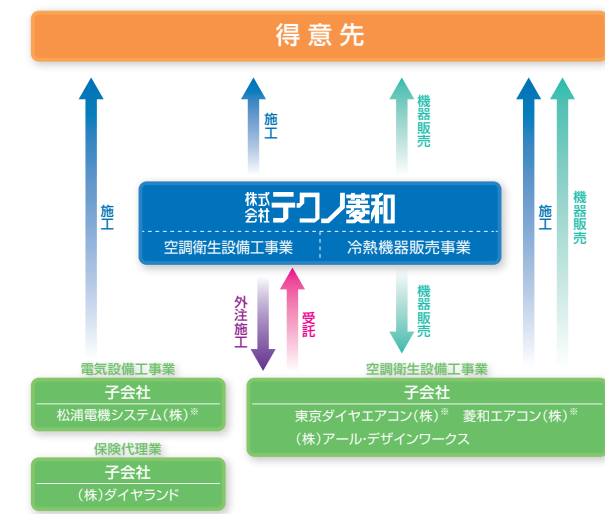 得意先
施工
施工
機器販売
施工
機器販売
株式会社テクノ菱和
空調衛生設備工事業
冷熱機器販売事業
外注施工
受託
機器販売
電気設備工事業
子会社
松浦電機システム(株)※
空調衛生設備工事業
子会社
東京ダイヤエアコン(株)※ 菱和エアコン(株)※
(株)アール・デザインワークス
保険代理業
子会社
(株)ダイヤランド